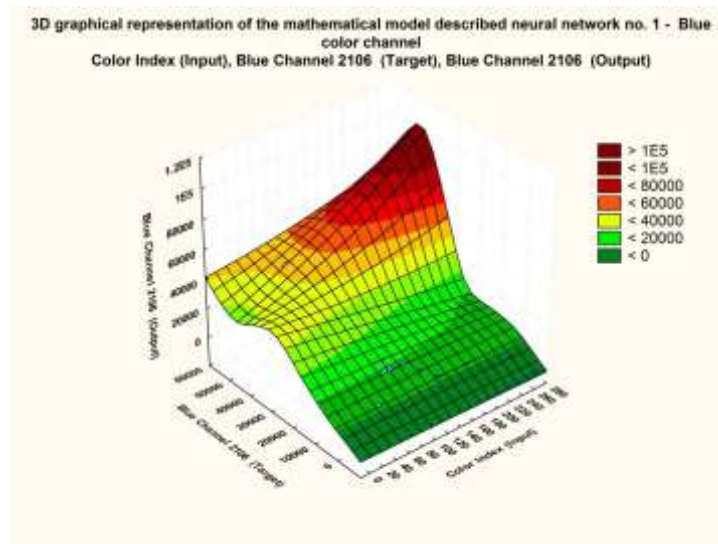 3D graphical representation of the mathematical model described neural network no. 1 - Blue
color channel
Color Index (Input), Blue Channel 2106 (Target), Blue Channel 2106 (Output)
> 1E5
< 1E5
< 80000
< 60000
< 40000
< 20000
< 0
1.2E5
1E5
80000
60000
40000
20000
0
Blue Channel 2106 (Output)
60000
50000
40000
30000
20000
10000
0
Blue Channel 2106 (Target)
Color Index (Input)